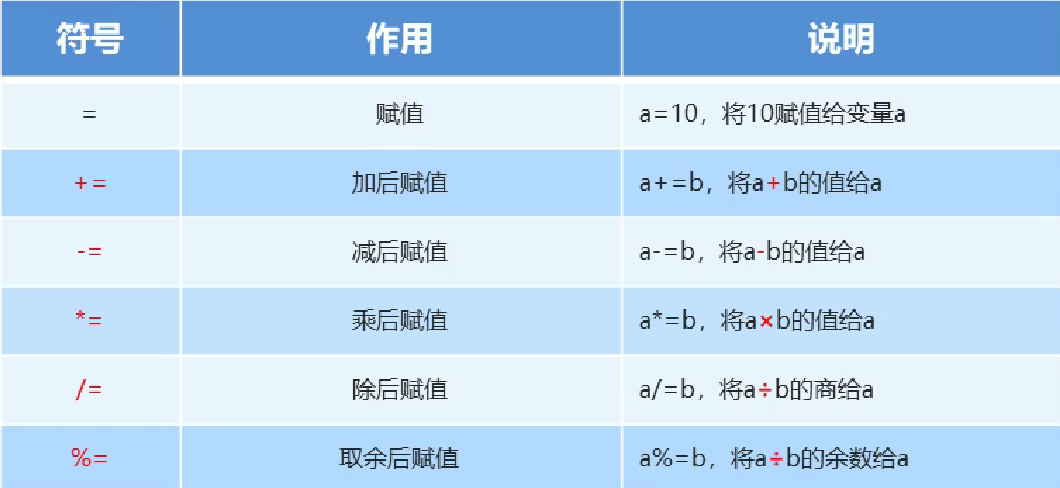 符号 作用 说明
= 赋值 a=10，将10赋值给变量a
+= 加后赋值 a+=b，将a+b的值给a
-= 减后赋值 a-=b，将a-b的值给a
*= 乘后赋值 a*=b，将a×b的值给a
/= 除后赋值 a/=b，将a÷b的商给a
%= 取余后赋值 a%=b，将a÷b的余数给a